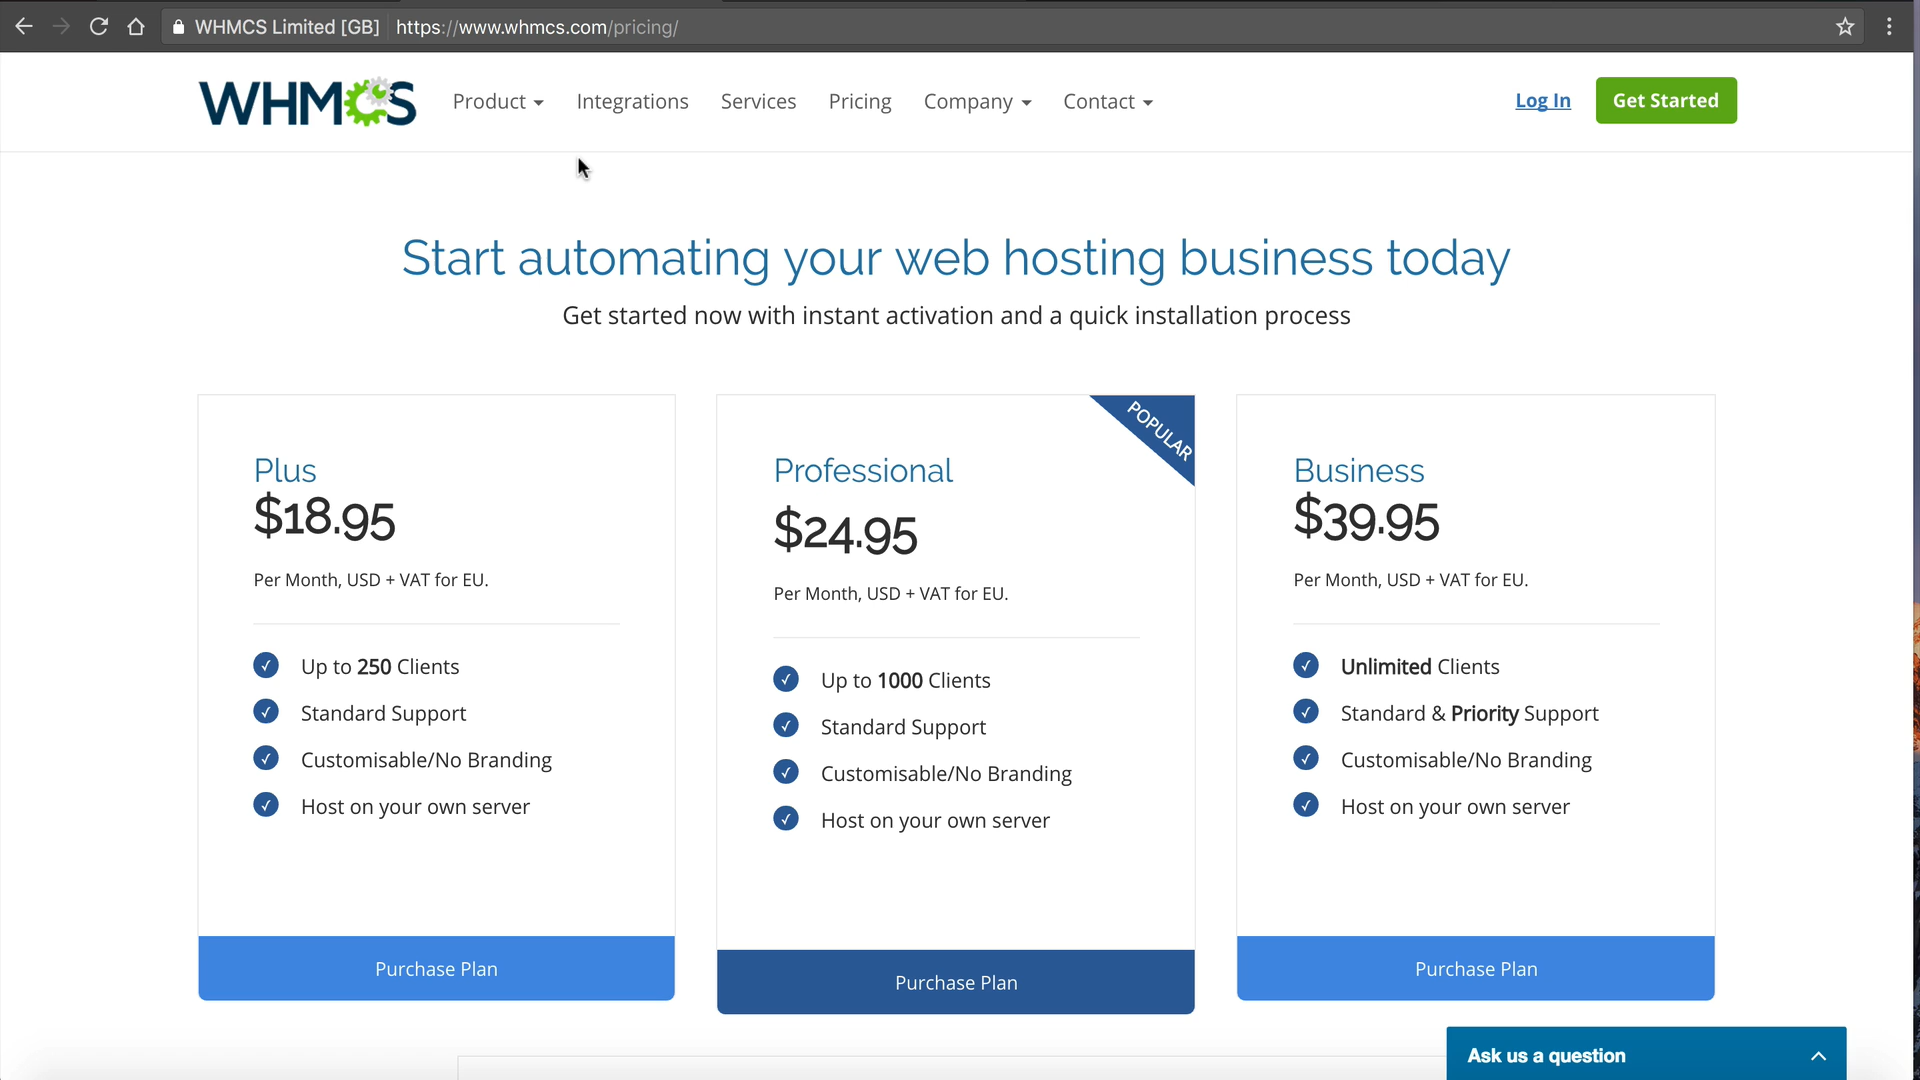 WHMCS Limited [GB] https://www.whmcs.com/pricing/
WHMCS Product Integrations Services Pricing Company Contact Log In Get Started
Start automating your web hosting business today
Get started now with instant activation and a quick installation process
Plus
$18.95
Per Month, USD + VAT for EU.
Up to 250 Clients
Standard Support
Customisable/No Branding
Host on your own server
Purchase Plan
POPULAR
Professional
$24.95
Per Month, USD + VAT for EU.
Up to 1000 Clients
Standard Support
Customisable/No Branding
Host on your own server
Purchase Plan
Business
$39.95
Per Month, USD + VAT for EU.
Unlimited Clients
Standard & Priority Support
Customisable/No Branding
Host on your own server
Purchase Plan
Ask us a question